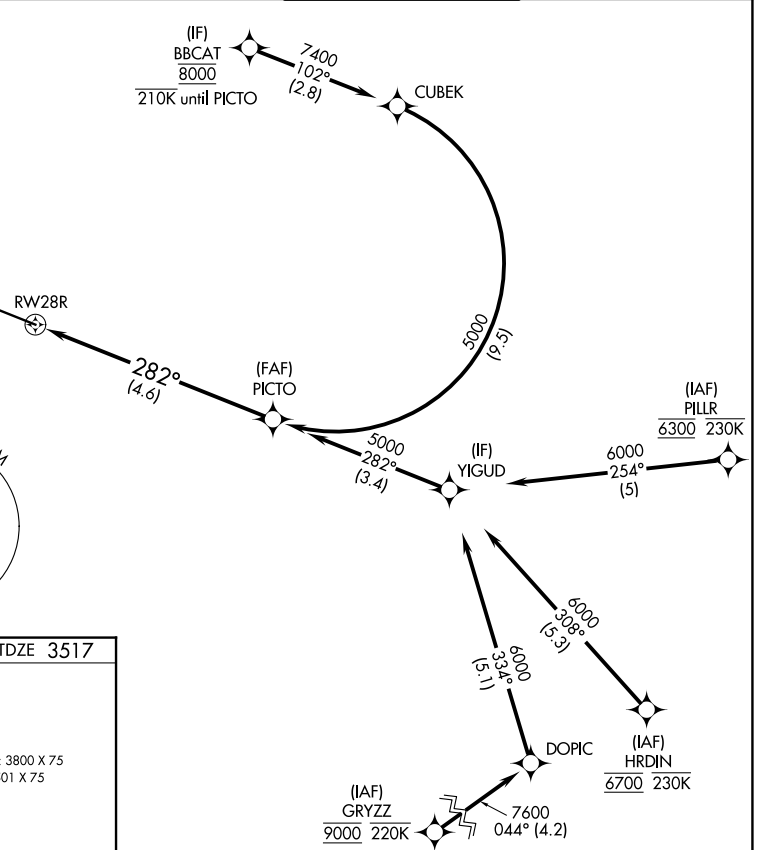 (IF)
BBCAT
8000
210K until PICTO
7400
102°
(2.8)
CUBEK
5000
(9.5)
RW28R
282°
(4.6)
(FAF)
PICTO
5000
282°
(3.4)
(IF)
YIGUD
(IAF)
PILLR
6300 230K
6000
254°
(5)
6000
308°
(5.3)
6000
334°
(5.1)
TDZE 3517
: 3800 X 75
01 X 75
DOPIC
(IAF)
HRDIN
6700 230K
(IAF)
GRYZZ
9000 220K
7600
044° (4.2)